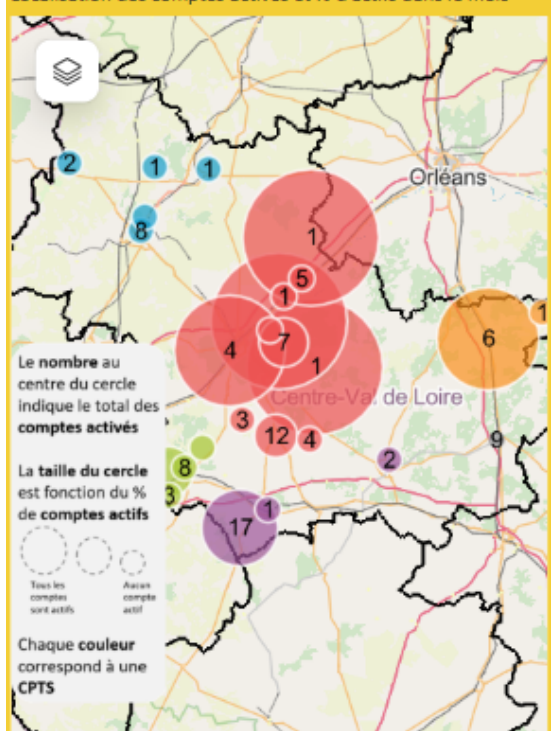 2
1
1
Orléans
8
1
5
1
1
6
7
4
1
Le nombre au
centre du cercle
indique le total des
comptes activés
Centre-Val de Loire
3
12
4
9
2
La taille du cercle
est fonction du %
de comptes actifs
8
3
1
17
Tous les
comptes
sont actifs
Aucun
compte
actif
Chaque couleur
correspond à une
CPTS